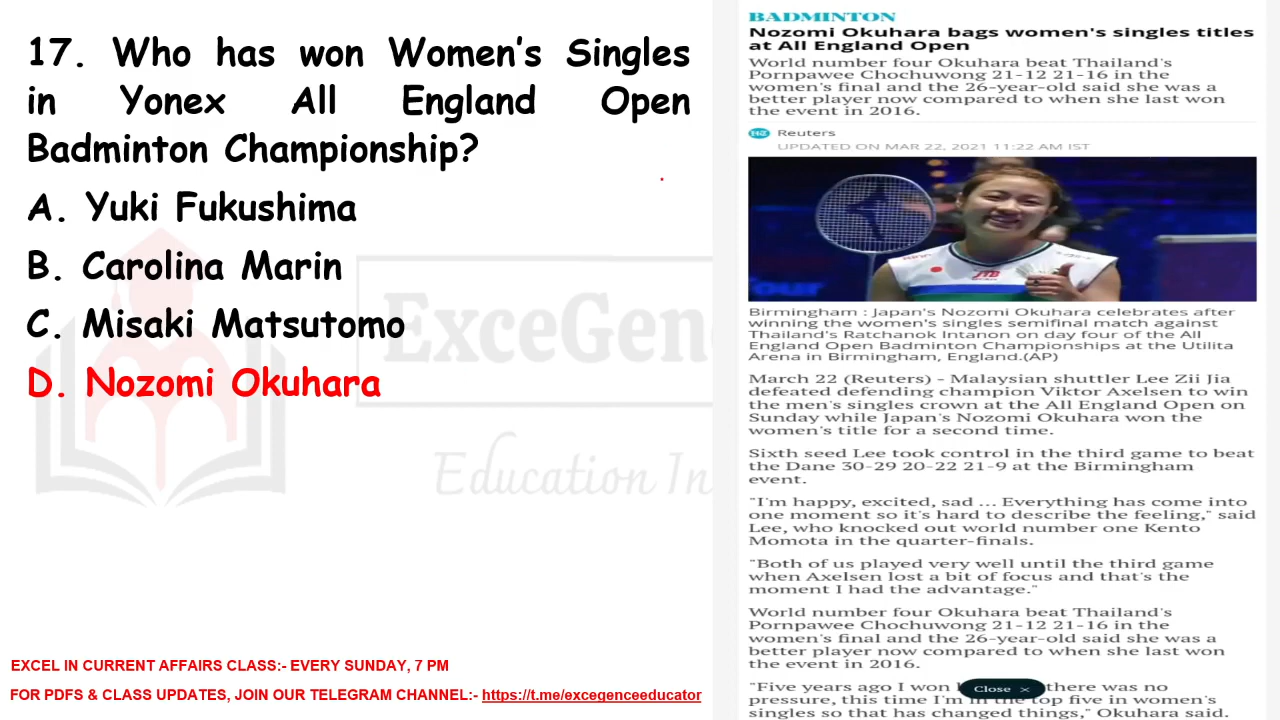 17. Who has won Women's Singles
in Yonex All England Open
Badminton Championship?
A. Yuki Fukushima
B. Carolina Marin
C. Misaki Matsutomo
D. Nozomi Okuhara
ExceGen
Education In
EXCEL IN CURRENT AFFAIRS CLASS:- EVERY SUNDAY, 7 PM
FOR PDFS & CLASS UPDATES, JOIN OUR TELEGRAM CHANNEL:- https://t.me/excegenceeducator
BADMINTON
Nozomi Okuhara bags women's singles titles
at All England Open
World number four Okuhara beat Thailand's
Pornpawee Chochuwong 21-12 21-16 in the
women's final and the 26-year-old said she was a
better player now compared to when she last won
the event in 2016.
Reuters
UPDATED ON MAR 22, 2021 11:22 AM IST
Birmingham : Japan's Nozomi Okuhara celebrates after
winning the women's singles semifinal match against
Thailand's Ratchanok Intanon on day four of the All
England Open Badminton Championships at the Utilita
Arena in Birmingham, England.(AP)
March 22 (Reuters) - Malaysian shuttler Lee Zii Jia
defeated defending champion Viktor Axelsen to win
the men's singles crown at the All England Open on
Sunday while Japan's Nozomi Okuhara won the
women's title for a second time.
Sixth seed Lee took control in the third game to beat
the Dane 30-29 20-22 21-9 at the Birmingham
event.
"I'm happy, excited, sad ... Everything has come into
one moment so it's hard to describe the feeling," said
Lee, who knocked out world number one Kento
Momota in the quarter-finals.
"Both of us played very well until the third game
when Axelsen lost a bit of focus and that's the
moment I had the advantage."
World number four Okuhara beat Thailand's
Pornpawee Chochuwong 21-12 21-16 in the
women's final and the 26-year-old said she was a
better player now compared to when she last won
the event in 2016.
"Five years ago I won there was no
pressure, this time I'm in the top five in women's
singles so that has changed things," Okuhara said.
Close ×